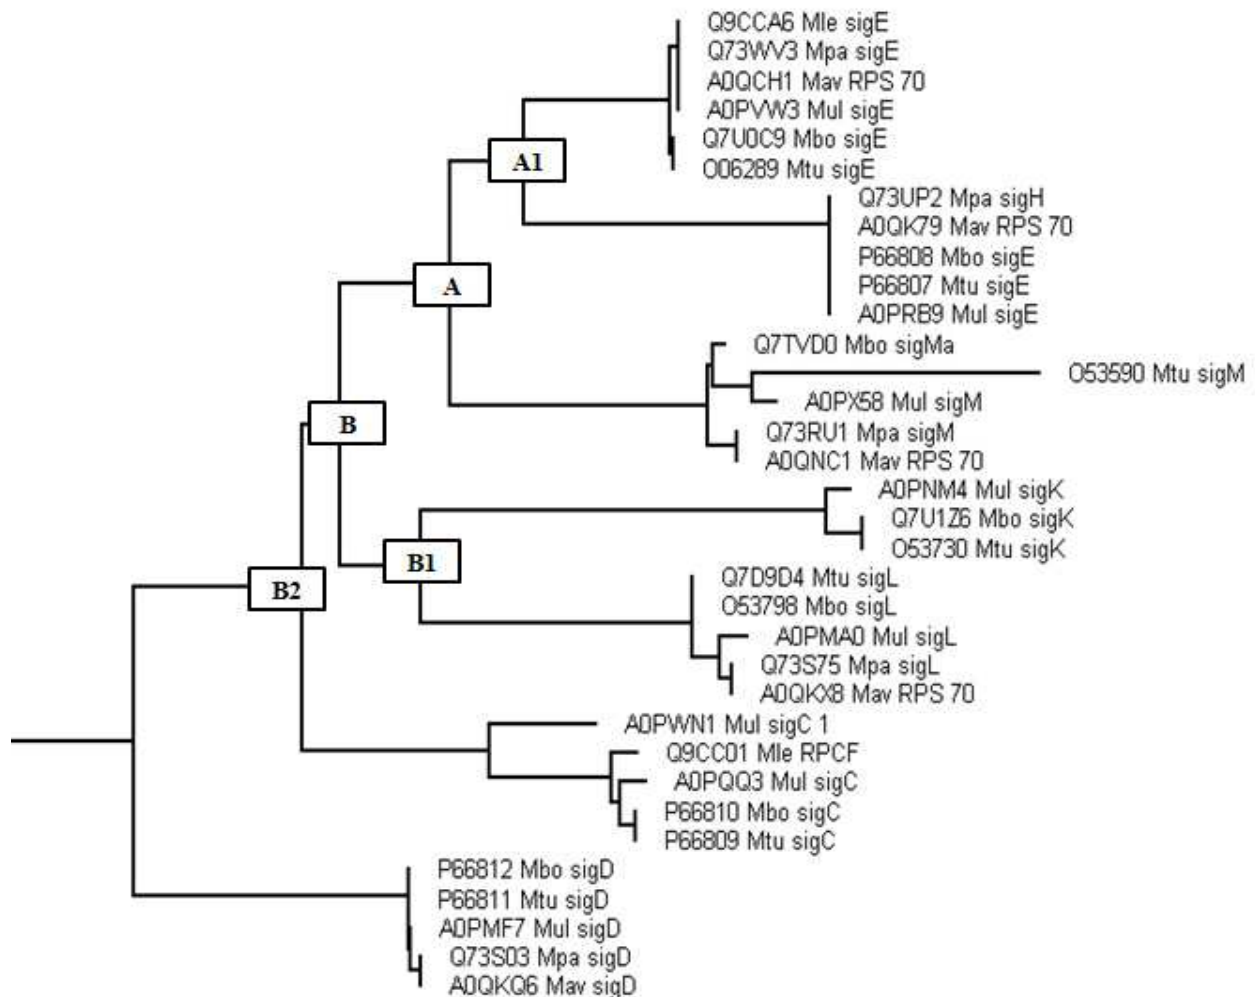 Q9CCA6 Mle sigE
Q73WV3 Mpa sigE
A0QCH1 Mav RPS 70
A0PVW3 Mul sigE
Q7U0C9 Mbo sigE
A1
O06289 Mtu sigE
Q73UP2 Mpa sigH
A0QK79 Mav RPS 70
P66808 Mbo sigE
P66807 Mtu sigE
A
A0PRB9 Mul sigE
Q7TVD0 Mbo sigMa
O53590 Mtu sigM
A0PX58 Mul sigM
B
Q73RU1 Mpa sigM
A0QNC1 Mav RPS 70
A0PNM4 Mul sigK
Q7U1Z6 Mbo sigK
O53730 Mtu sigK
B1
Q7D9D4 Mtu sigL
B2
O53798 Mbo sigL
A0PMA0 Mul sigL
Q73S75 Mpa sigL
A0QKX8 Mav RPS 70
A0PWN1 Mul sigC 1
Q9CC01 Mle RPCF
A0PQQ3 Mul sigC
P66810 Mbo sigC
P66809 Mtu sigC
P66812 Mbo sigD
P66811 Mtu sigD
A0PMF7 Mul sigD
Q73S03 Mpa sigD
A0QKQ6 Mav sigD